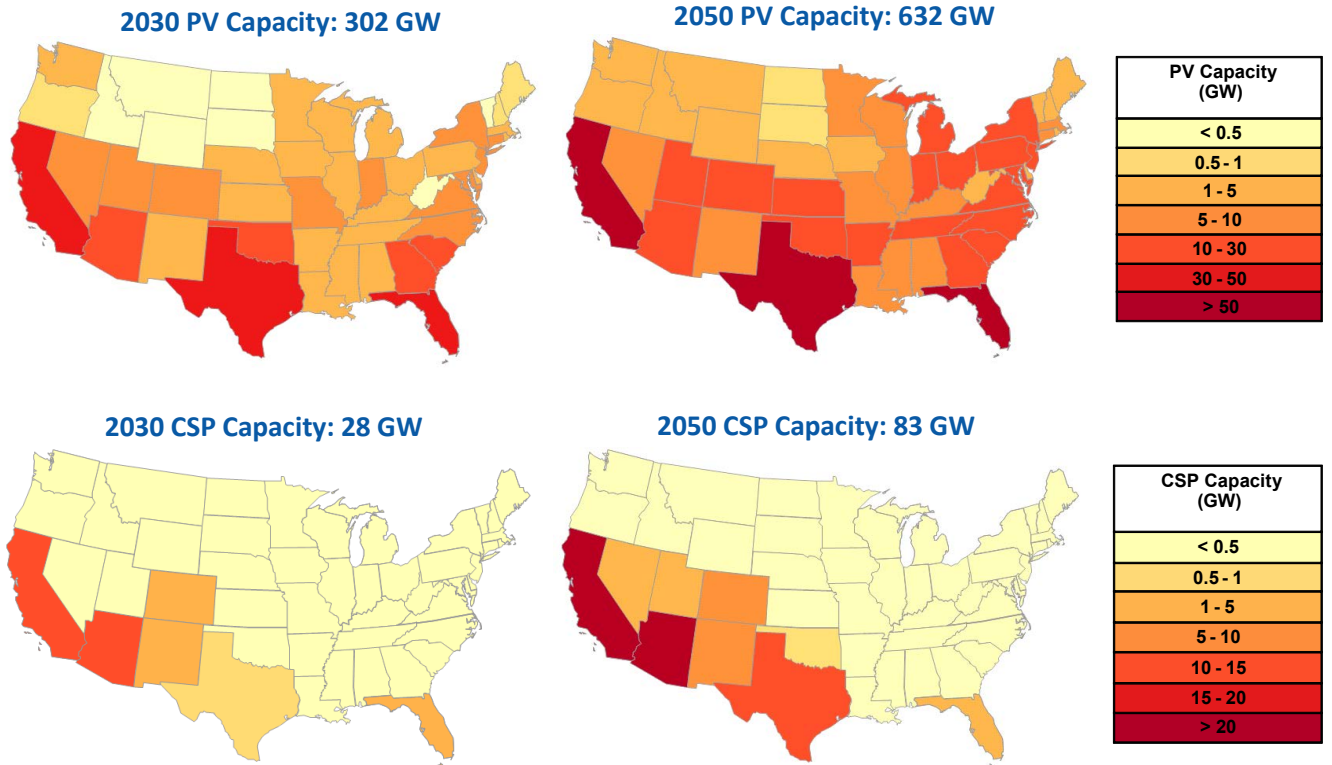 2030 PV Capacity: 302 GW
2050 PV Capacity: 632 GW
PV Capacity
(GW)
< 0.5
0.5 - 1
1 - 5
5 - 10
10 - 30
30 - 50
> 50
2030 CSP Capacity: 28 GW
2050 CSP Capacity: 83 GW
CSP Capacity
(GW)
< 0.5
0.5 - 1
1 - 5
5 - 10
10 - 15
15 - 20
> 20